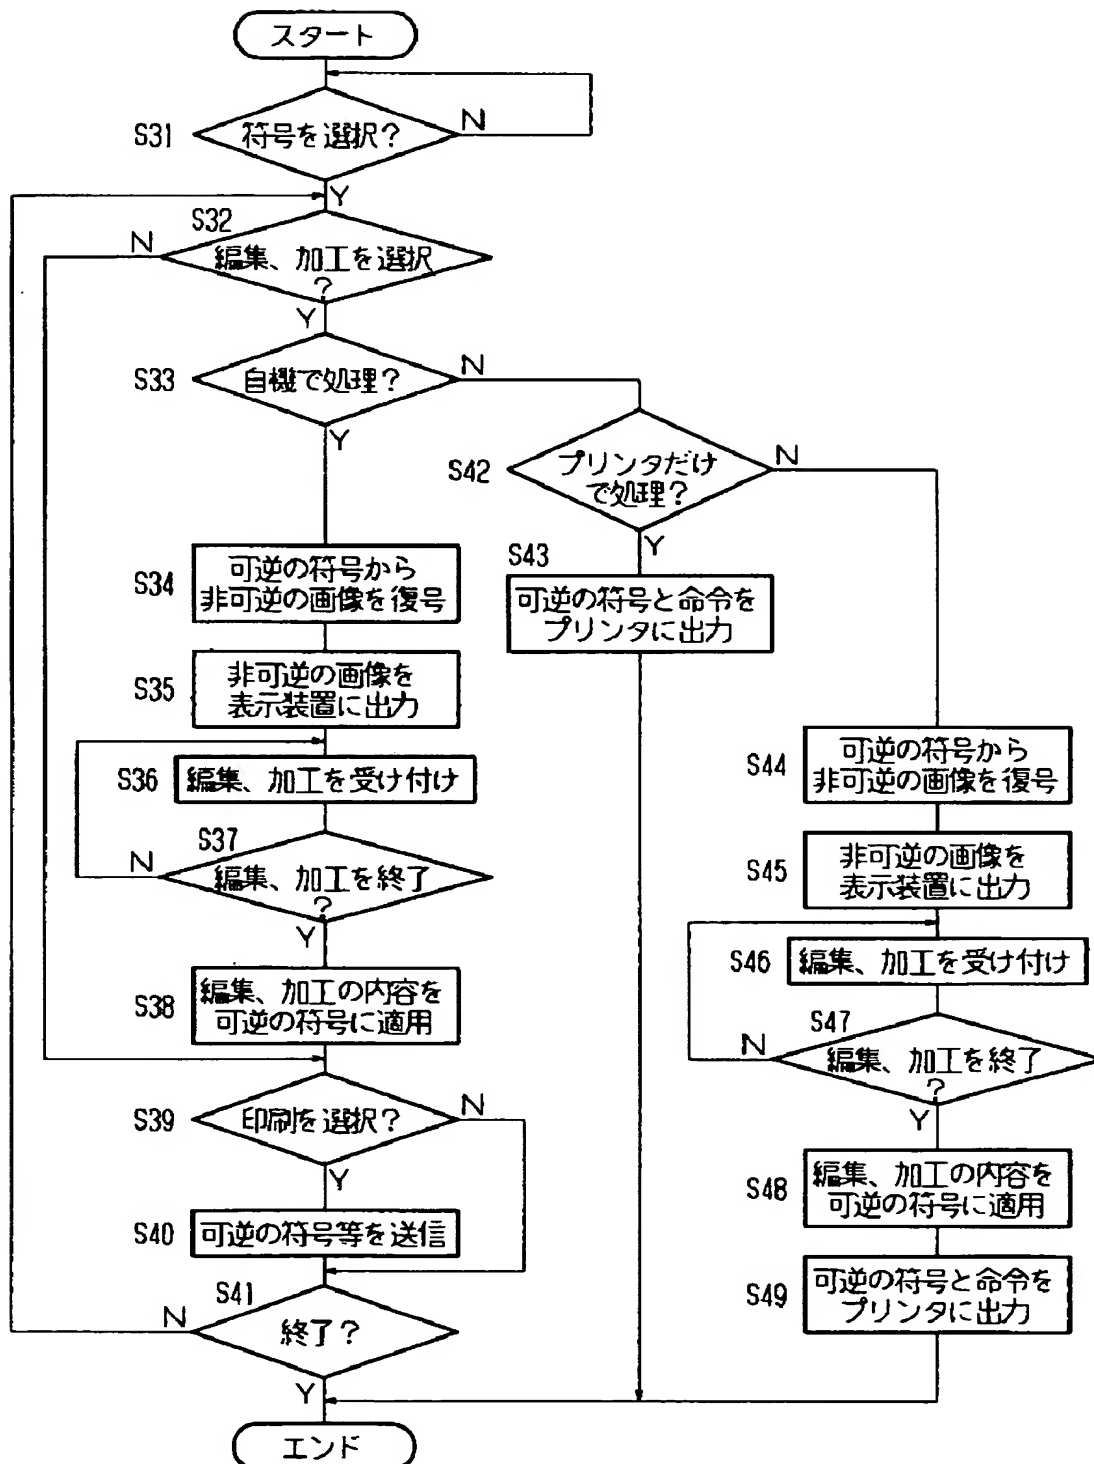 スタート
S31
符号を選択?
N
Y
S32
編集、加工を選択
?
N
Y
S33
自機で処理?
N
Y
S42
プリンタだけ
で処理?
N
Y
S43
可逆の符号と命令を
プリンタに出力
S34
可逆の符号から
非可逆の画像を復号
S35
非可逆の画像を
表示装置に出力
S36
編集、加工を受け付け
S37
編集、加工を終了
?
N
Y
S38
編集、加工の内容を
可逆の符号に適用
S39
印刷を選択?
N
Y
S40
可逆の符号等を送信
S41
終了?
N
Y
S44
可逆の符号から
非可逆の画像を復号
S45
非可逆の画像を
表示装置に出力
S46
編集、加工を受け付け
S47
編集、加工を終了
?
N
Y
S48
編集、加工の内容を
可逆の符号に適用
S49
可逆の符号と命令を
プリンタに出力
エンド